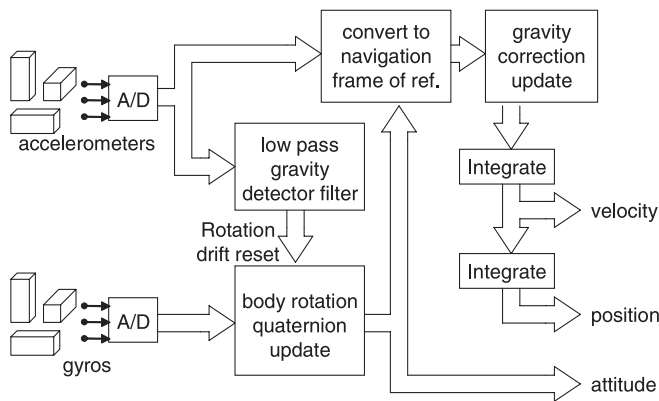 convert to
navigation
frame of ref.
gravity
correction
update
A/D
accelerometers
low pass
gravity
detector filter
Integrate
velocity
Rotation
drift reset
Integrate
body rotation
quaternion
update
A/D
position
gyros
attitude